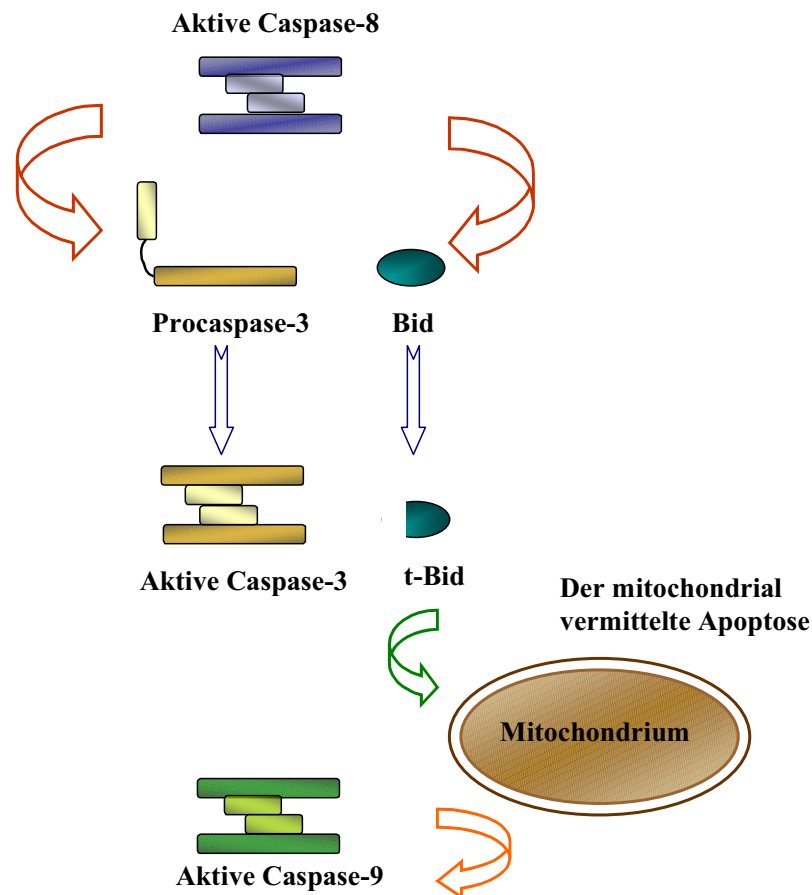 Aktive Caspase-8
Procaspase-3
Bid
Aktive Caspase-3
t-Bid
Der mitochondrial
vermittelte Apoptose
Mitochondrium
Aktive Caspase-9